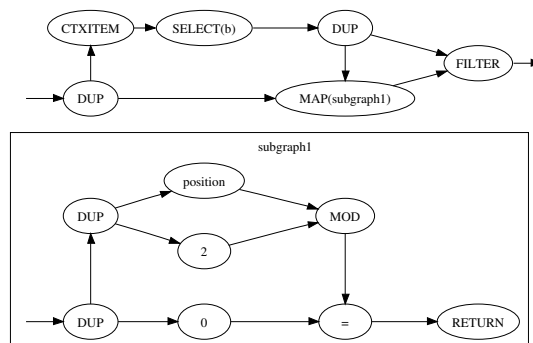 CTXITEM
SELECT(b)
DUP
FILTER
DUP
MAP(subgraph1)
subgraph1
position
DUP
MOD
2
DUP
0
=
RETURN